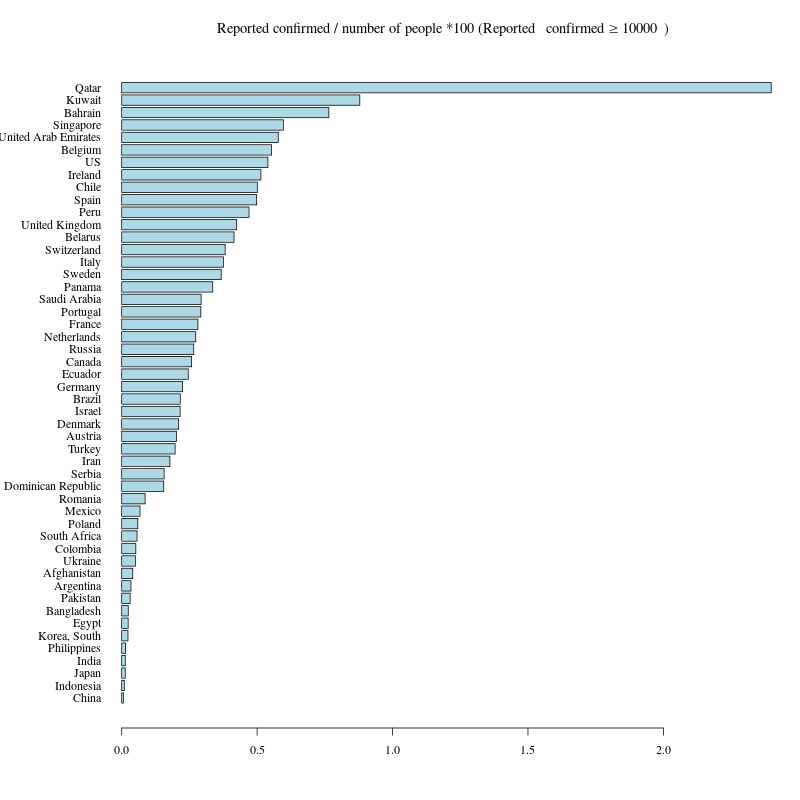 Reported confirmed / number of people *100 (Reported confirmed ≥ 10000 )
Qatar
Kuwait
Bahrain
Singapore
United Arab Emirates
Belgium
US
Ireland
Chile
Spain
Peru
United Kingdom
Belarus
Switzerland
Italy
Sweden
Panama
Saudi Arabia
Portugal
France
Netherlands
Russia
Canada
Ecuador
Germany
Brazil
Israel
Denmark
Austria
Turkey
Iran
Serbia
Dominican Republic
Romania
Mexico
Poland
South Africa
Colombia
Ukraine
Afghanistan
Argentina
Pakistan
Bangladesh
Egypt
Korea, South
Philippines
India
Japan
Indonesia
China
0.0 0.5 1.0 1.5 2.0